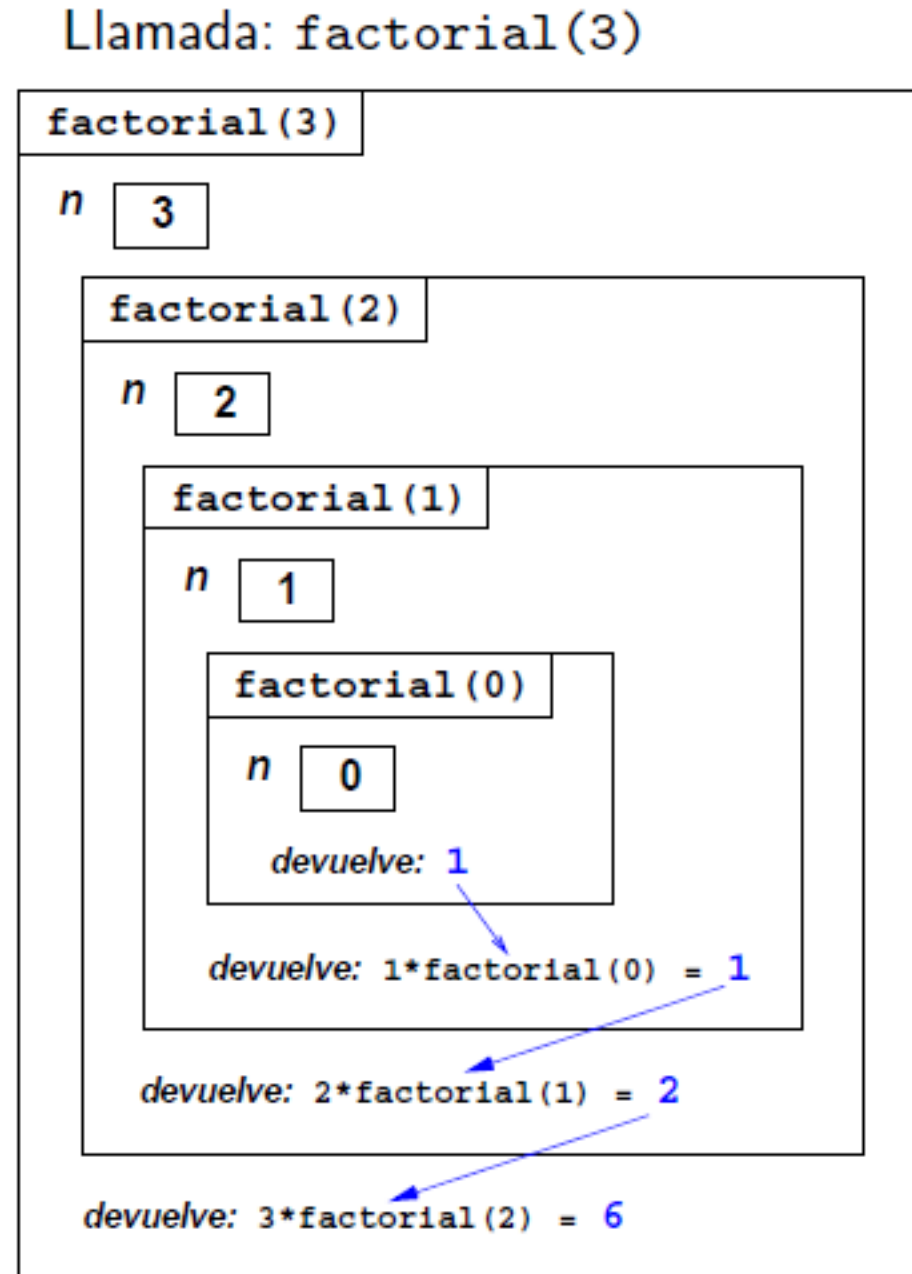 Llamada: factorial(3)
factorial(3)
n 3
factorial(2)
n 2
factorial(1)
n 1
factorial(0)
n 0
devuelve: 1
devuelve: 1*factorial(0) = 1
devuelve: 2*factorial(1) = 2
devuelve: 3*factorial(2) = 6